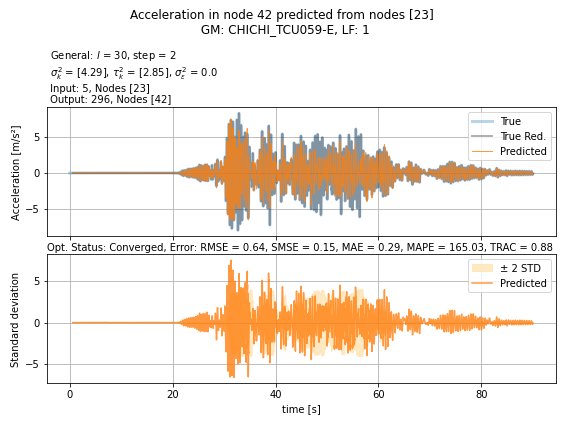 Acceleration in node 42 predicted from nodes [23]
GM: CHICHI_TCU059-E, LF: 1
General: l = 30, step = 2
σ²ₖ = [4.29], τ²ₖ = [2.85], σ²ε = 0.0
Input: 5, Nodes [23]
Output: 296, Nodes [42]
Acceleration [m/s²]
5
0
−5
True
True Red.
Predicted
Opt. Status: Converged, Error: RMSE = 0.64, SMSE = 0.15, MAE = 0.29, MAPE = 165.03, TRAC = 0.88
Standard deviation
5
0
−5
± 2 STD
Predicted
0 20 40 60 80
time [s]